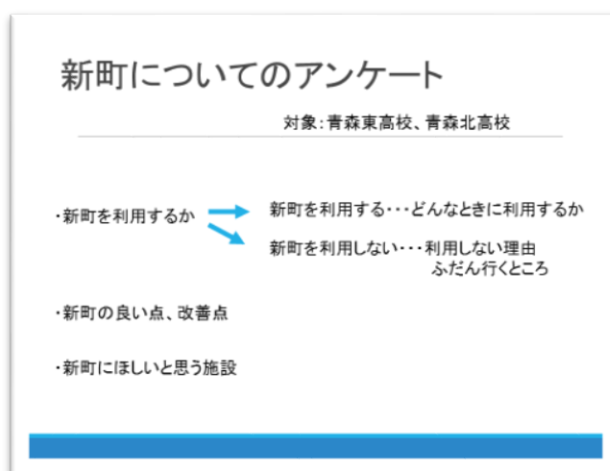 新町についてのアンケート
対象：青森東高校、青森北高校
・新町を利用するか
新町を利用する・・・どんなときに利用するか
新町を利用しない・・・利用しない理由
ふだん行くところ
・新町の良い点、改善点
・新町にほしいと思う施設